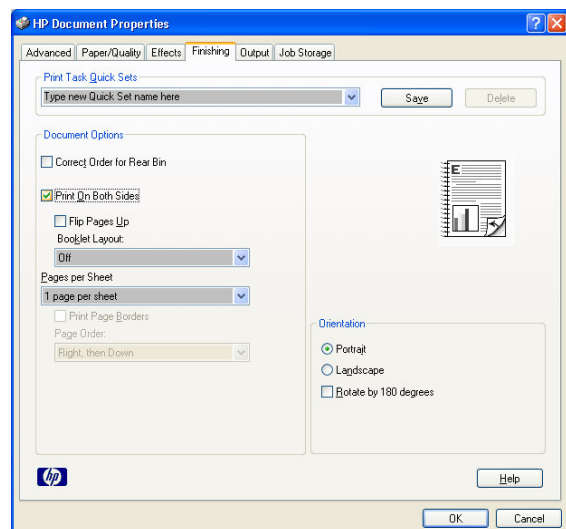 HP Document Properties
Advanced Paper/Quality Effects Finishing Output Job Storage
Print Task Quick Sets
Type new Quick Set name here
Save
Delete
Document Options
Correct Order for Rear Bin
Print On Both Sides
Flip Pages Up
Booklet Layout:
Off
Pages per Sheet
1 page per sheet
Print Page Borders
Page Order:
Right, then Down
E
Orientation
Portrait
Landscape
Rotate by 180 degrees
hp
Help
OK
Cancel